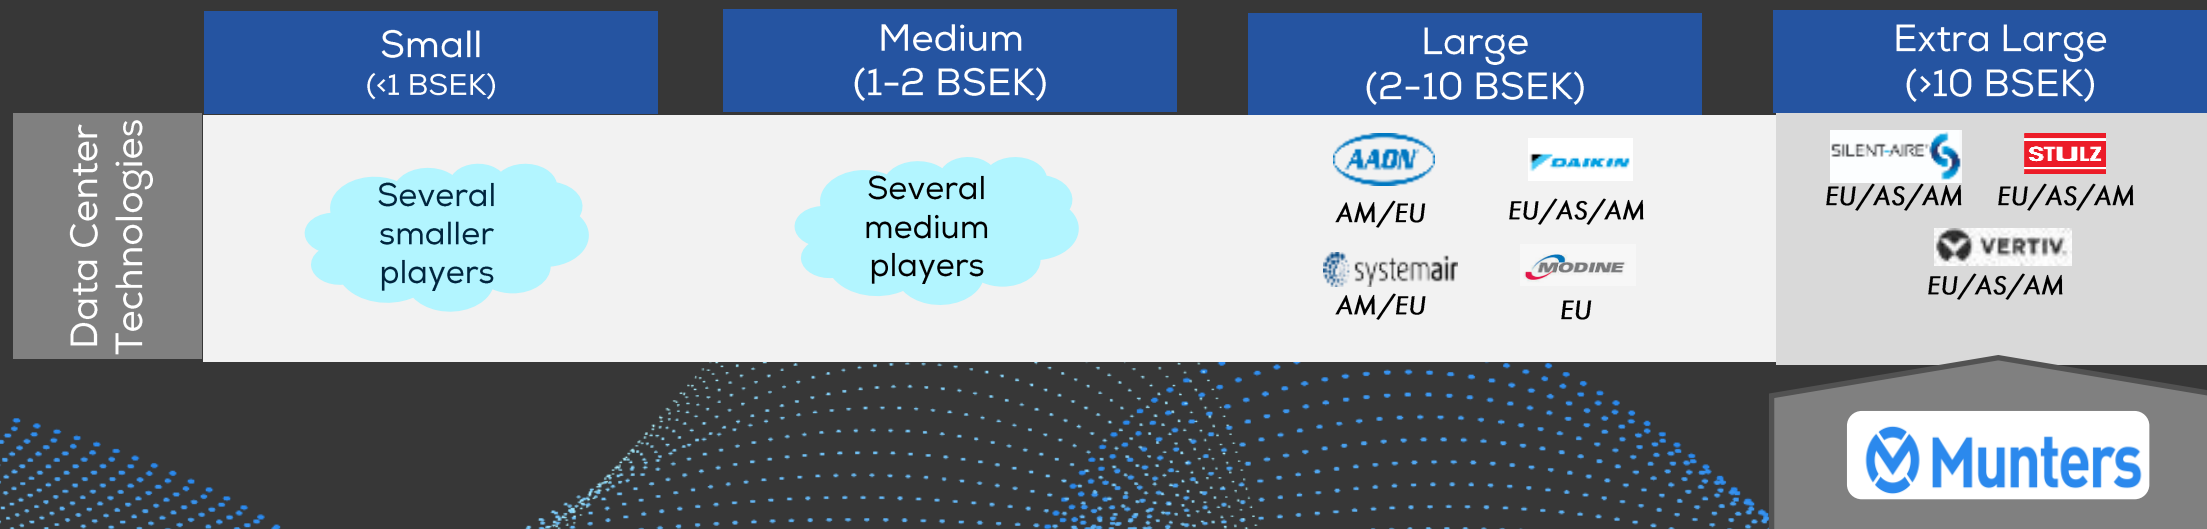 Small
(<1 BSEK)
Medium
(1-2 BSEK)
Large
(2-10 BSEK)
Extra Large
(>10 BSEK)
Data Center
Technologies
Several
smaller
players
Several
medium
players
AAON
AM/EU
DAIKIN
EU/AS/AM
systemair
AM/EU
MODINE
EU
SILENT-AIRE
EU/AS/AM
STULZ
EU/AS/AM
VERTIV.
EU/AS/AM
Munters